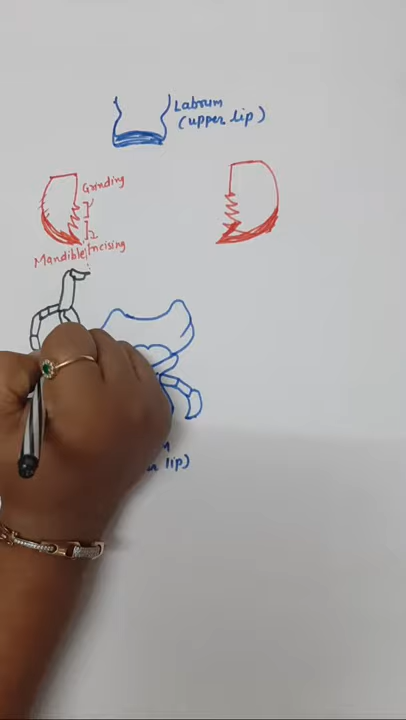 Labrum
(upper lip)
Grinding
Incising
Mandible
lip)